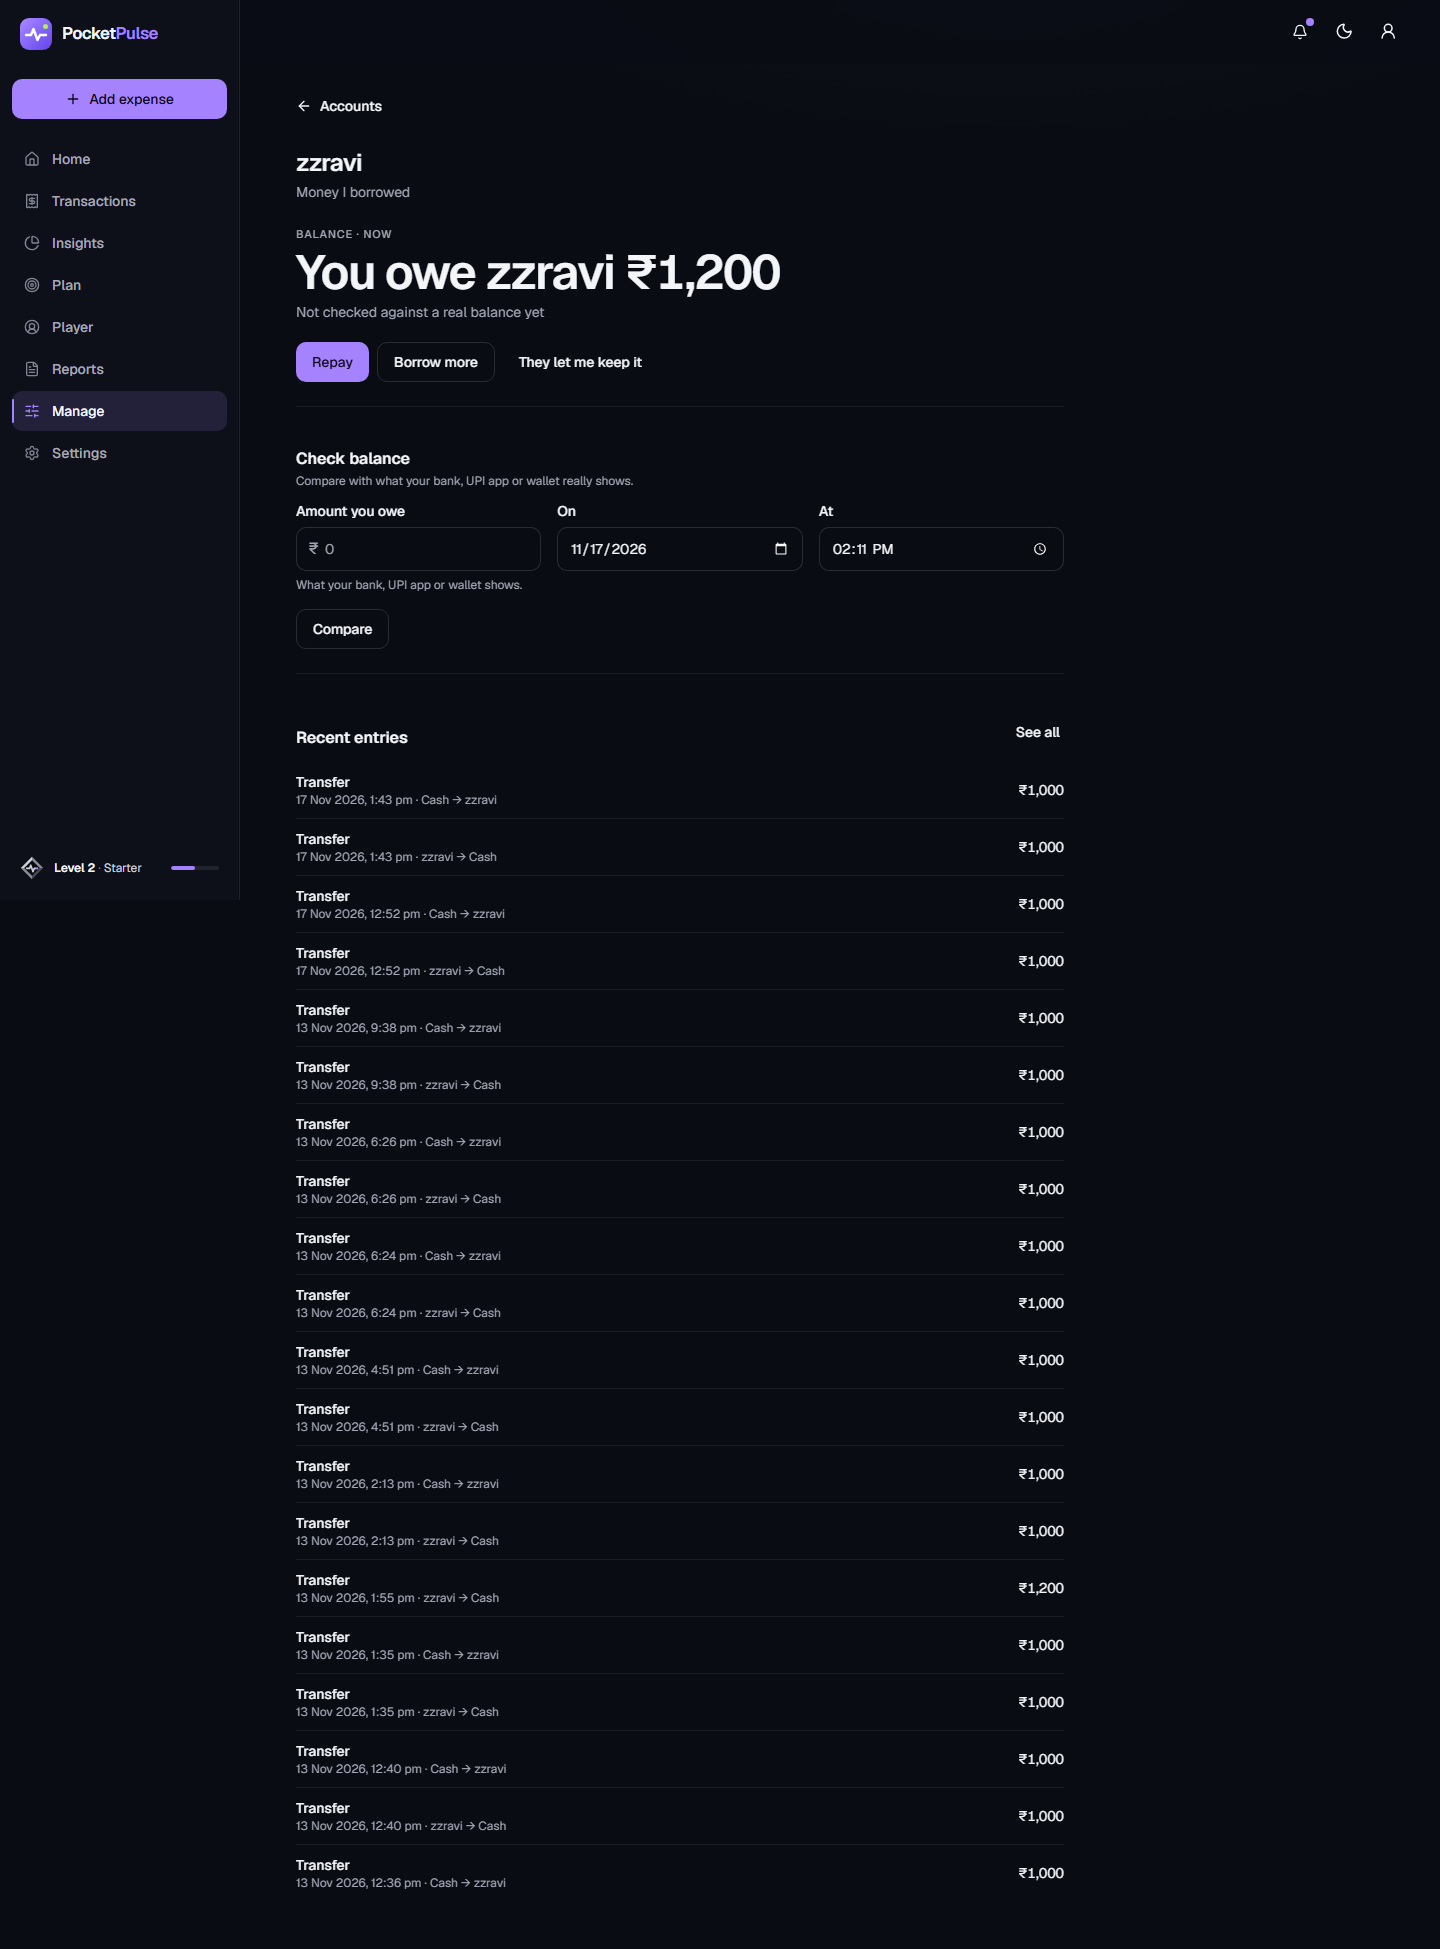 PocketPulse
Add expense
Home
Transactions
Insights
Plan
Player
Reports
Manage
Settings
Level 2 · Starter
← Accounts
zzravi
Money I borrowed
BALANCE · NOW
You owe zzravi ₹1,200
Not checked against a real balance yet
Repay
Borrow more
They let me keep it
Check balance
Compare with what your bank, UPI app or wallet really shows.
Amount you owe
₹ 0
What your bank, UPI app or wallet shows.
On
11/17/2026
At
02:11 PM
Compare
Recent entries
See all
Transfer
17 Nov 2026, 1:43 pm · Cash → zzravi
₹1,000
Transfer
17 Nov 2026, 1:43 pm · zzravi → Cash
₹1,000
Transfer
17 Nov 2026, 12:52 pm · Cash → zzravi
₹1,000
Transfer
17 Nov 2026, 12:52 pm · zzravi → Cash
₹1,000
Transfer
13 Nov 2026, 9:38 pm · Cash → zzravi
₹1,000
Transfer
13 Nov 2026, 9:38 pm · zzravi → Cash
₹1,000
Transfer
13 Nov 2026, 6:26 pm · Cash → zzravi
₹1,000
Transfer
13 Nov 2026, 6:26 pm · zzravi → Cash
₹1,000
Transfer
13 Nov 2026, 6:24 pm · Cash → zzravi
₹1,000
Transfer
13 Nov 2026, 6:24 pm · zzravi → Cash
₹1,000
Transfer
13 Nov 2026, 4:51 pm · Cash → zzravi
₹1,000
Transfer
13 Nov 2026, 4:51 pm · zzravi → Cash
₹1,000
Transfer
13 Nov 2026, 2:13 pm · Cash → zzravi
₹1,000
Transfer
13 Nov 2026, 2:13 pm · zzravi → Cash
₹1,000
Transfer
13 Nov 2026, 1:55 pm · zzravi → Cash
₹1,200
Transfer
13 Nov 2026, 1:35 pm · Cash → zzravi
₹1,000
Transfer
13 Nov 2026, 1:35 pm · zzravi → Cash
₹1,000
Transfer
13 Nov 2026, 12:40 pm · Cash → zzravi
₹1,000
Transfer
13 Nov 2026, 12:40 pm · zzravi → Cash
₹1,000
Transfer
13 Nov 2026, 12:36 pm · Cash → zzravi
₹1,000